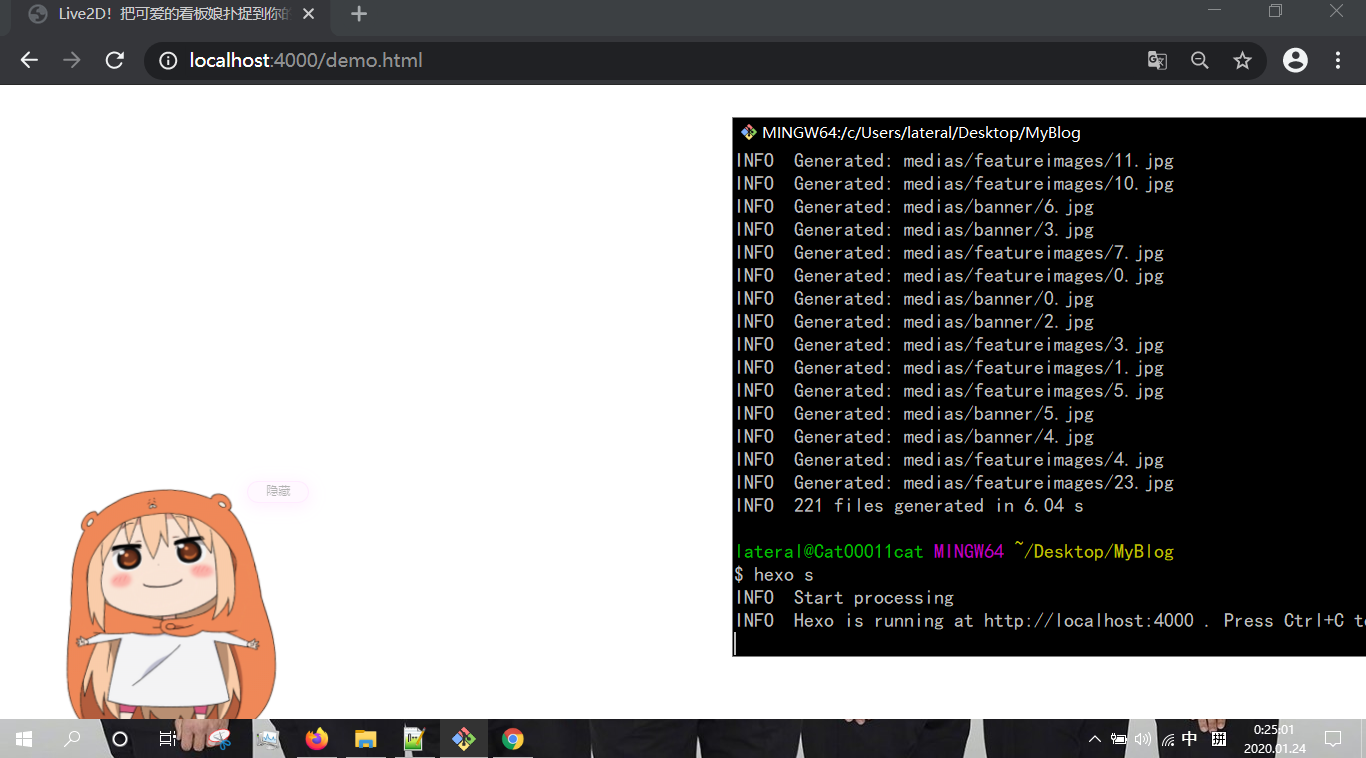 Live2D！把可爱的看板娘扑捉到你的
localhost:4000/demo.html
MINGW64:/c/Users/lateral/Desktop/MyBlog
INFO  Generated: medias/featureimages/11.jpg
INFO  Generated: medias/featureimages/10.jpg
INFO  Generated: medias/banner/6.jpg
INFO  Generated: medias/banner/3.jpg
INFO  Generated: medias/featureimages/7.jpg
INFO  Generated: medias/featureimages/0.jpg
INFO  Generated: medias/banner/0.jpg
INFO  Generated: medias/banner/2.jpg
INFO  Generated: medias/featureimages/3.jpg
INFO  Generated: medias/featureimages/1.jpg
INFO  Generated: medias/featureimages/5.jpg
INFO  Generated: medias/banner/5.jpg
INFO  Generated: medias/banner/4.jpg
INFO  Generated: medias/featureimages/4.jpg
INFO  Generated: medias/featureimages/23.jpg
INFO  221 files generated in 6.04 s
lateral@Cat00011cat MINGW64 ~/Desktop/MyBlog
$ hexo s
INFO  Start processing
INFO  Hexo is running at http://localhost:4000 . Press Ctrl+C to
隐藏
中 拼
0:25:01
2020.01.24